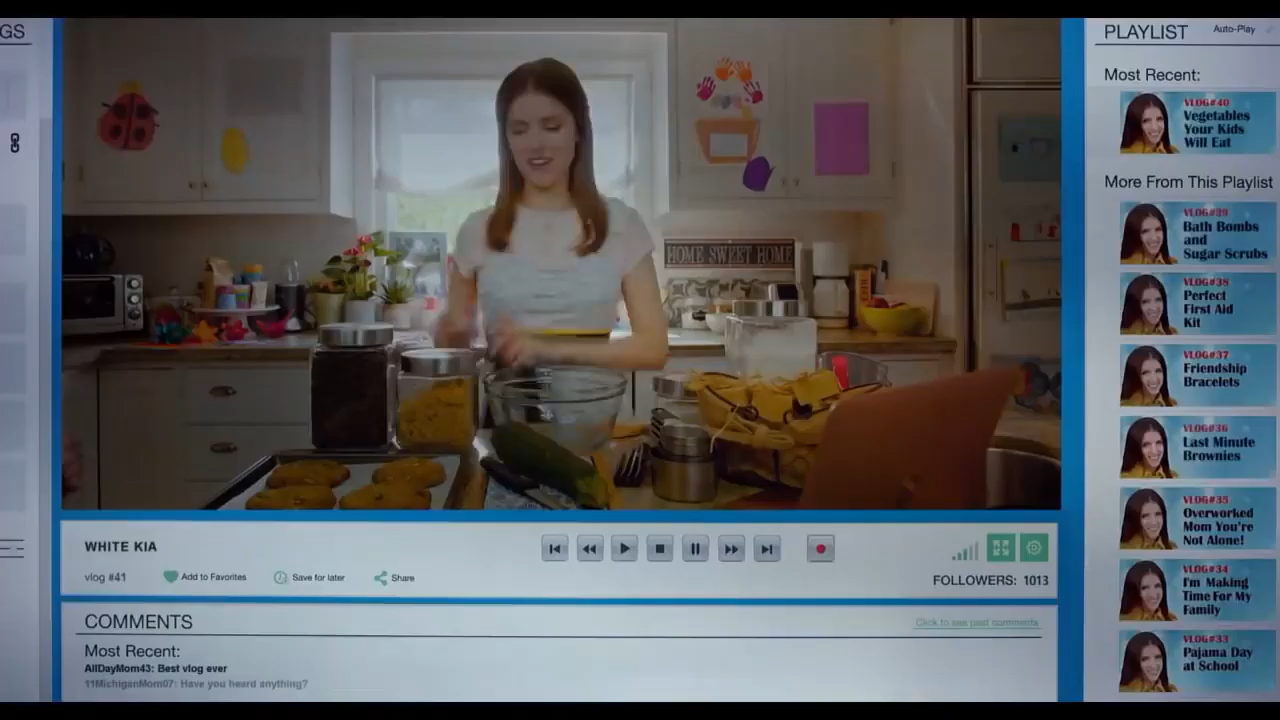 GS
HOME SWEET HOME
WHITE KIA
vlog #41
Add to Favorites
Save for later
Share
FOLLOWERS: 1013
COMMENTS
Click to see past comments
Most Recent:
AllDayMom43: Best vlog ever
11MichiganMom07: Have you heard anything?
PLAYLIST
Auto-Play
Most Recent:
VLOG#40
Vegetables
Your Kids
Will Eat
More From This Playlist
VLOG#39
Bath Bombs
and
Sugar Scrubs
VLOG#38
Perfect
First Aid
Kit
VLOG#37
Friendship
Bracelets
VLOG#36
Last Minute
Brownies
VLOG#35
Overworked
Mom You're
Not Alone!
VLOG#34
I'm Making
Time For My
Family
VLOG#33
Pajama Day
at School